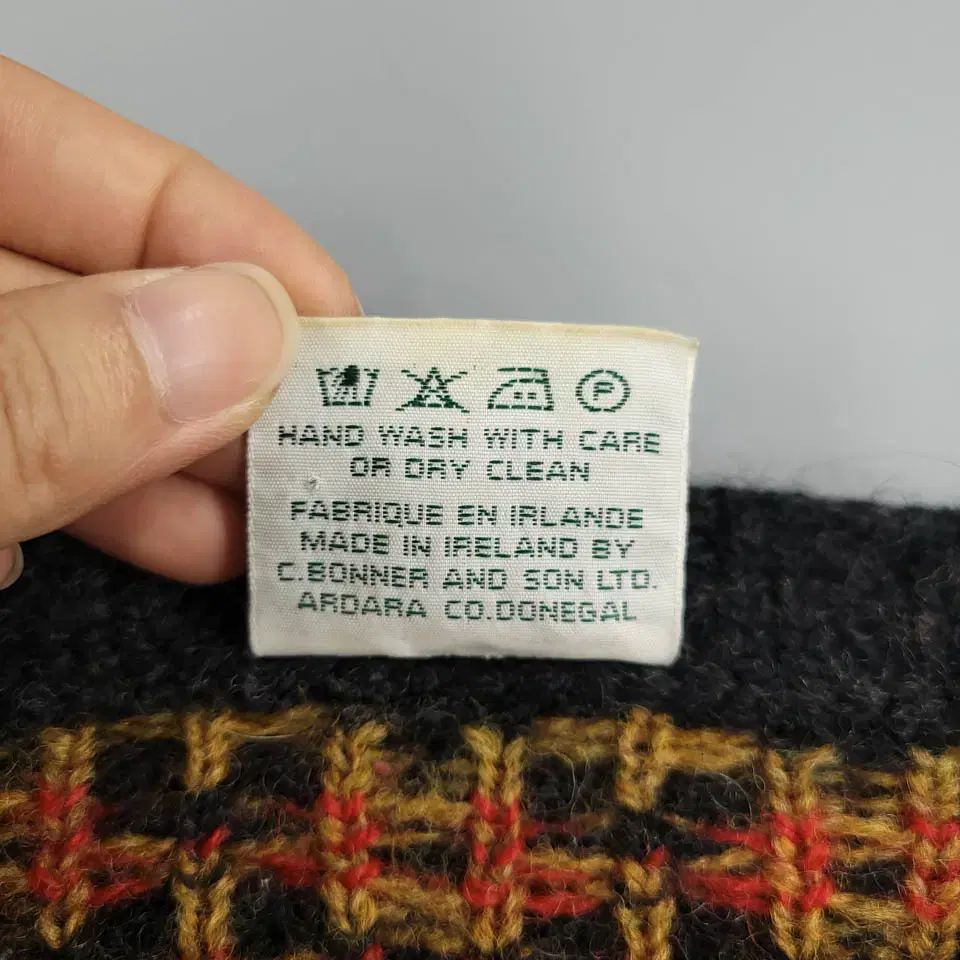 P
HAND WASH WITH CARE
OR DRY CLEAN
FABRIQUE EN IRLANDE
MADE IN IRELAND BY
C.BONNER AND SON LTD.
ARDARA CO.DONEGAL